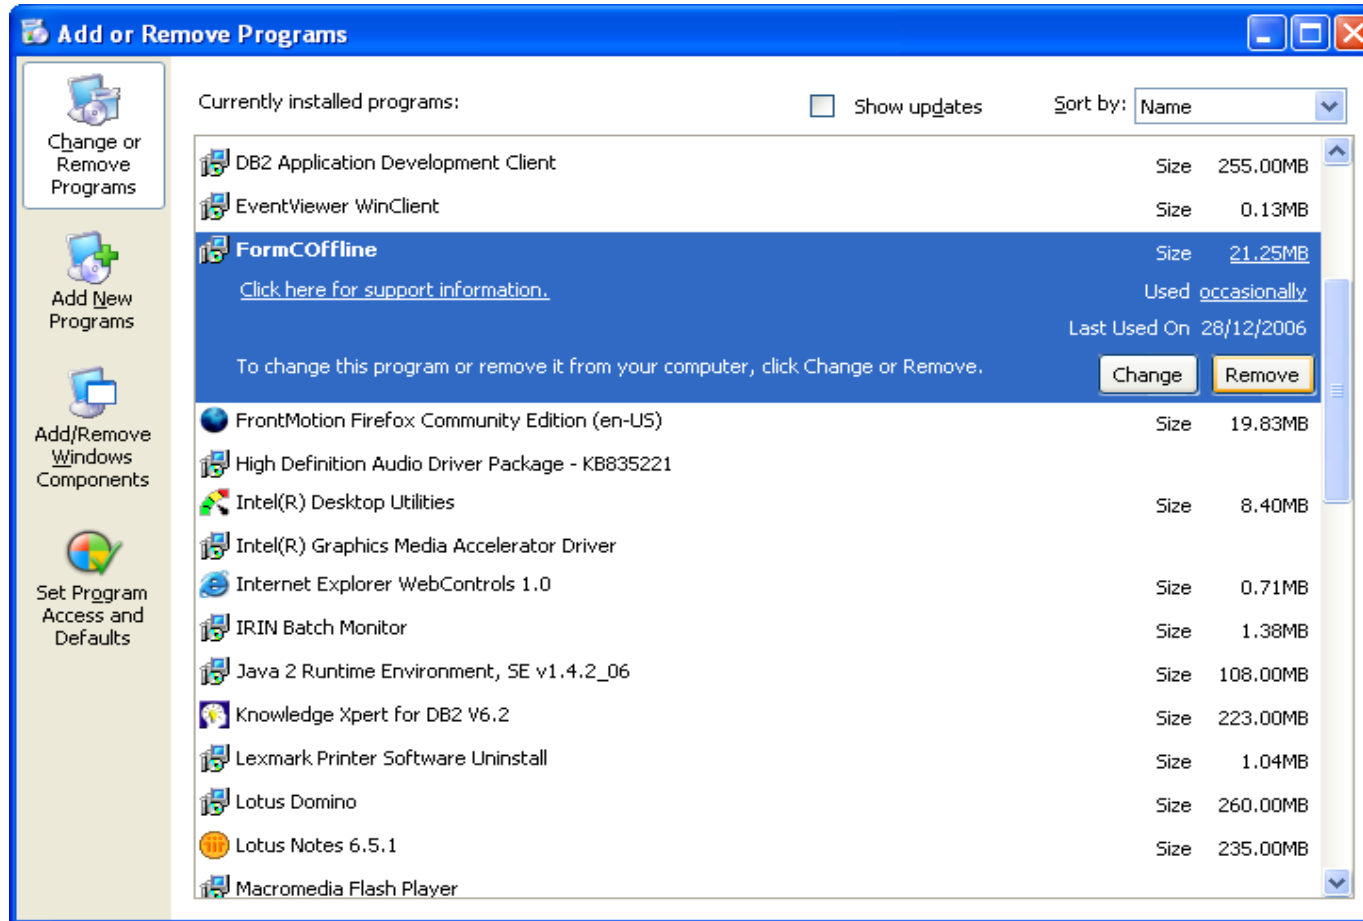 Add or Remove Programs
Change or
Remove
Programs
Add New
Programs
Add/Remove
Windows
Components
Set Program
Access and
Defaults
Currently installed programs:
Show updates
Sort by: Name
DB2 Application Development Client Size 255.00MB
EventViewer WinClient Size 0.13MB
FormCOffline Size 21.25MB
Click here for support information. Used occasionally
Last Used On 28/12/2006
To change this program or remove it from your computer, click Change or Remove. Change Remove
FrontMotion Firefox Community Edition (en-US) Size 19.83MB
High Definition Audio Driver Package - KB835221
Intel(R) Desktop Utilities Size 8.40MB
Intel(R) Graphics Media Accelerator Driver
Internet Explorer WebControls 1.0 Size 0.71MB
IRIN Batch Monitor Size 1.38MB
Java 2 Runtime Environment, SE v1.4.2_06 Size 108.00MB
Knowledge Xpert for DB2 V6.2 Size 223.00MB
Lexmark Printer Software Uninstall Size 1.04MB
Lotus Domino Size 260.00MB
Lotus Notes 6.5.1 Size 235.00MB
Macromedia Flash Player